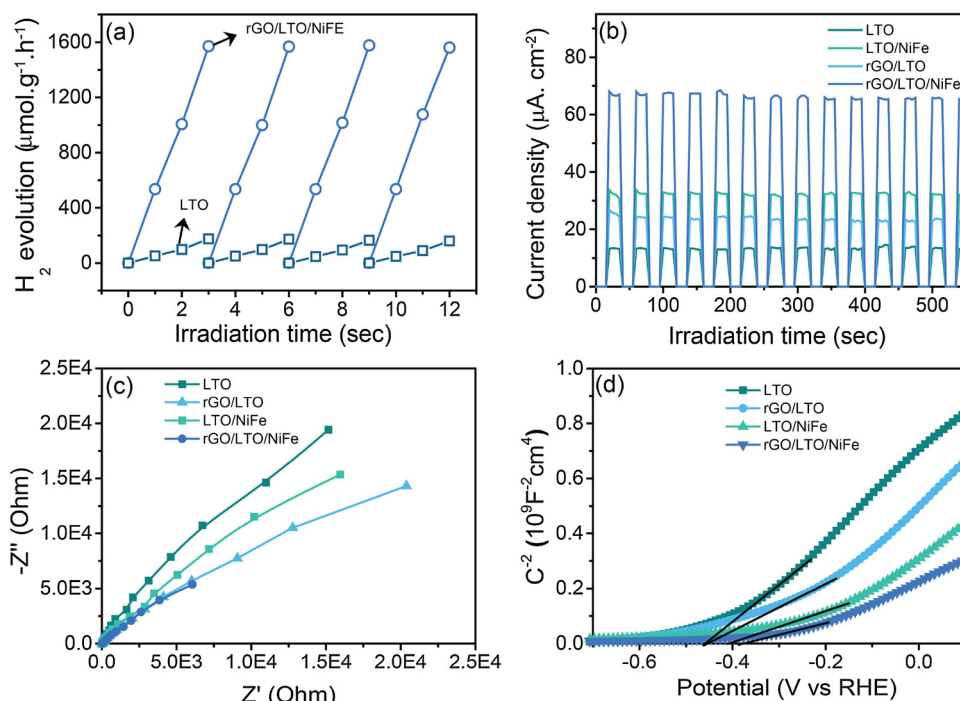 (a)
rGO/LTO/NiFE
LTO
1600
1200
800
400
0
H2 evolution (μmol.g-1.h-1)
0 2 4 6 8 10 12
Irradiation time (sec)
(b)
LTO
LTO/NiFe
rGO/LTO
rGO/LTO/NiFe
80
60
40
20
0
Current density (μA. cm-2)
0 50 100 150 200 250 300 350 400 450 500
Irradiation time (sec)
(c)
LTO
rGO/LTO
LTO/NiFe
rGO/LTO/NiFe
2.5E4
2.0E4
1.5E4
1.0E4
5.0E3
0.0
-Z'' (Ohm)
0.0 5.0E3 1.0E4 1.5E4 2.0E4 2.5E4
Z' (Ohm)
(d)
LTO
rGO/LTO
LTO/NiFe
rGO/LTO/NiFe
1.0
0.8
0.6
0.4
0.2
0.0
C-2 (10⁹F-2cm4)
-0.6 -0.4 -0.2 0.0
Potential (V vs RHE)